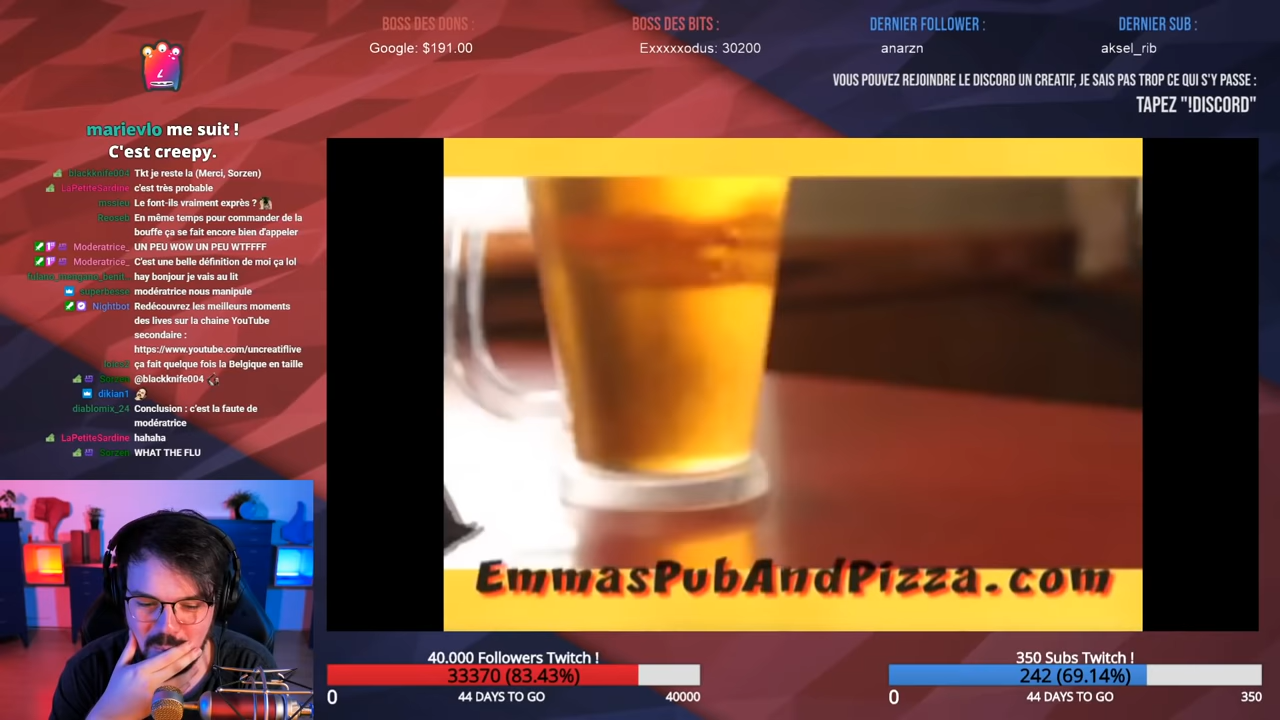 BOSS DES DONS :
Google: $191.00
BOSS DES BITS :
Exxxxxodus: 30200
DERNIER FOLLOWER :
anarzn
DERNIER SUB :
aksel_rib
VOUS POUVEZ REJOINDRE LE DISCORD UN CREATIF, JE SAIS PAS TROP CE QUI S'Y PASSE :
TAPEZ "!DISCORD"
marievlo me suit !
C'est creepy.
blackknife004 Tkt je reste la (Merci, Sorzen)
LaPetiteSardine c'est très probable
Le font-ils vraiment exprès ?
En même temps pour commander de la
bouffe ça se fait encore bien d'appeler
Moderatrice_ UN PEU WOW UN PEU WTFFFF
Moderatrice_ C'est une belle définition de moi ça lol
hay bonjour je vais au lit
superbesse modératrice nous manipule
Nightbot Redécouvrez les meilleurs moments
des lives sur la chaine YouTube
secondaire :
https://www.youtube.com/uncreatiflive
ça fait quelque fois la Belgique en taille
Sorzen @blackknife004
dikian1
diablomix_24 Conclusion : c'est la faute de
modératrice
LaPetiteSardine hahaha
Sorzen WHAT THE FLU
EmmasPubAndPizza.com
40.000 Followers Twitch !
33370 (83.43%)
0 44 DAYS TO GO 40000
350 Subs Twitch !
242 (69.14%)
0 44 DAYS TO GO 350